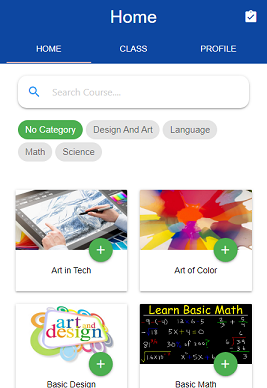 Home
HOME CLASS PROFILE
Search Course....
No Category Design And Art Language
Math Science
Art in Tech Art of Color
art and design
Learn Basic Math
Basic Design Basic Math